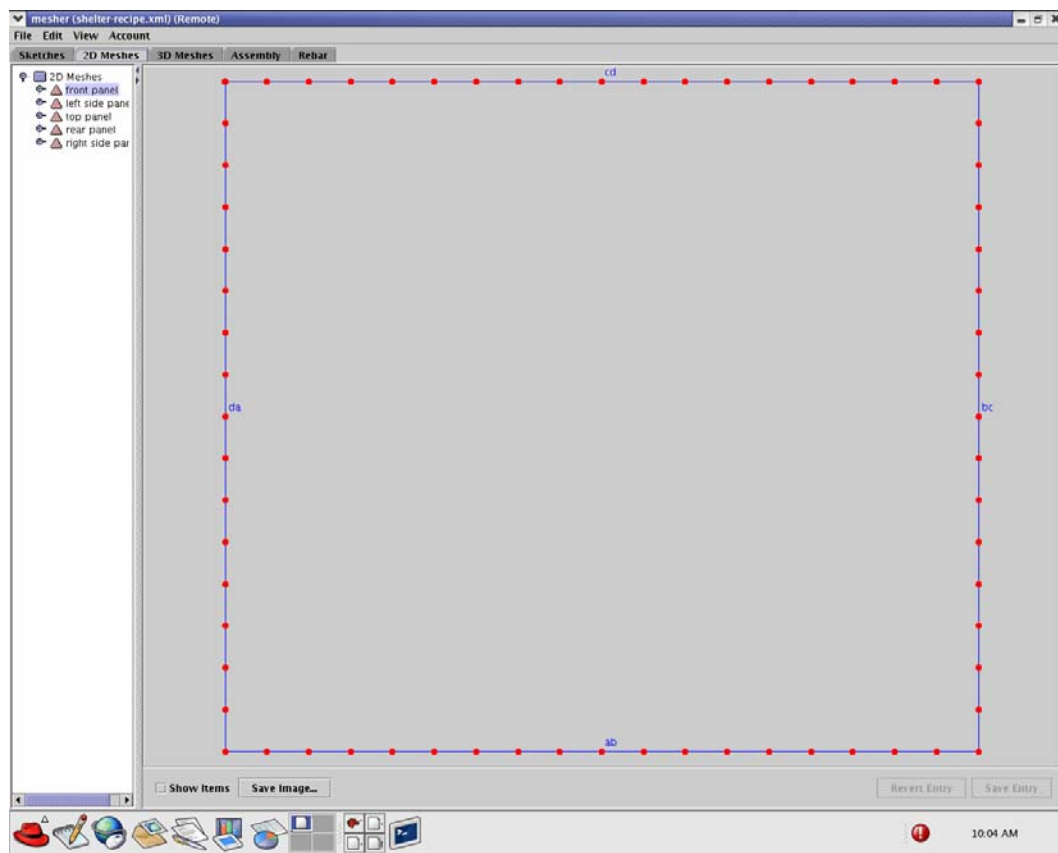 mesher (shelter-recipe.xml) (Remote)
File Edit View Account
Sketches 2D Meshes 3D Meshes Assembly Rebar
2D Meshes
front panel
left side pane
top panel
rear panel
right side par
cd
da
bc
ab
Show Items Save Image... Revert Entry Save Entry
10:04 AM